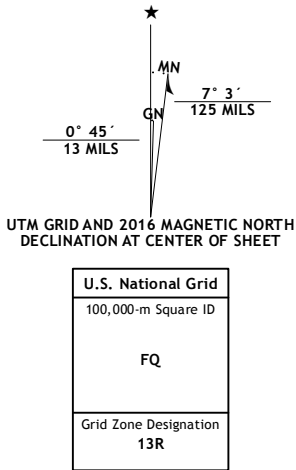 MN
7° 3´
125 MILS
GN
0° 45´
13 MILS
UTM GRID AND 2016 MAGNETIC NORTH
DECLINATION AT CENTER OF SHEET
U.S. National Grid
100,000-m Square ID
FQ
Grid Zone Designation
13R